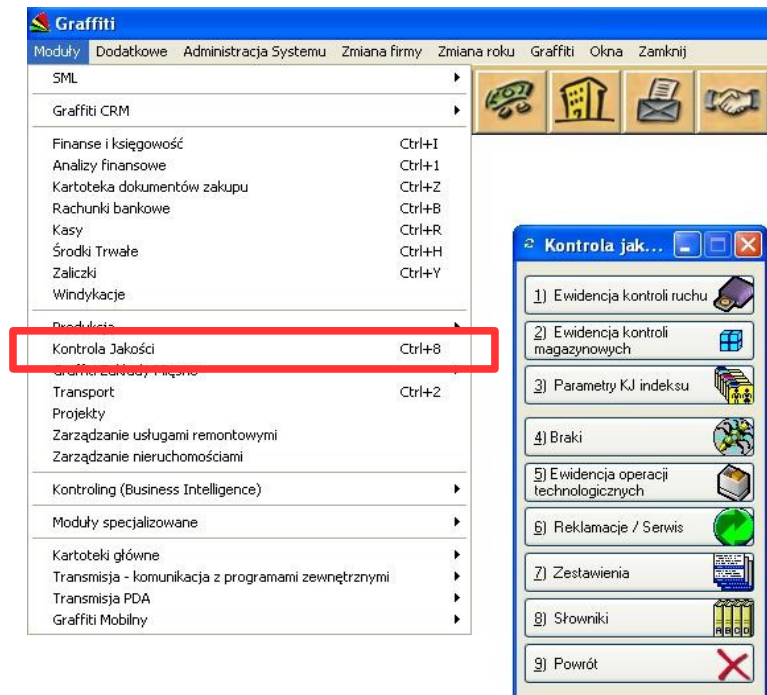 Graffiti
Moduły Dodatkowe Administracja Systemu Zmiana firmy Zmiana roku Graffiti Okna Zamknij
SML
Graffiti CRM
Finanse i księgowość Ctrl+I
Analizy finansowe Ctrl+1
Kartoteka dokumentów zakupu Ctrl+Z
Rachunki bankowe Ctrl+B
Kasy Ctrl+R
Środki Trwałe Ctrl+H
Zaliczki Ctrl+Y
Windykacje
Produkcja
Kontrola Jakości Ctrl+8
Graffiti Zakłady Mięsne
Transport Ctrl+2
Projekty
Zarządzanie usługami remontowymi
Zarządzanie nieruchomościami
Kontroling (Business Intelligence)
Moduły specjalizowane
Kartoteki główne
Transmisja - komunikacja z programami zewnętrznymi
Transmisja PDA
Graffiti Mobilny
Kontrola jak...
1) Ewidencja kontroli ruchu
2) Ewidencja kontroli
magazynowych
3) Parametry KJ indeksu
4) Braki
5) Ewidencja operacji
technologicznych
6) Reklamacje / Serwis
7) Zestawienia
8) Słowniki
A B C D
9) Powrót